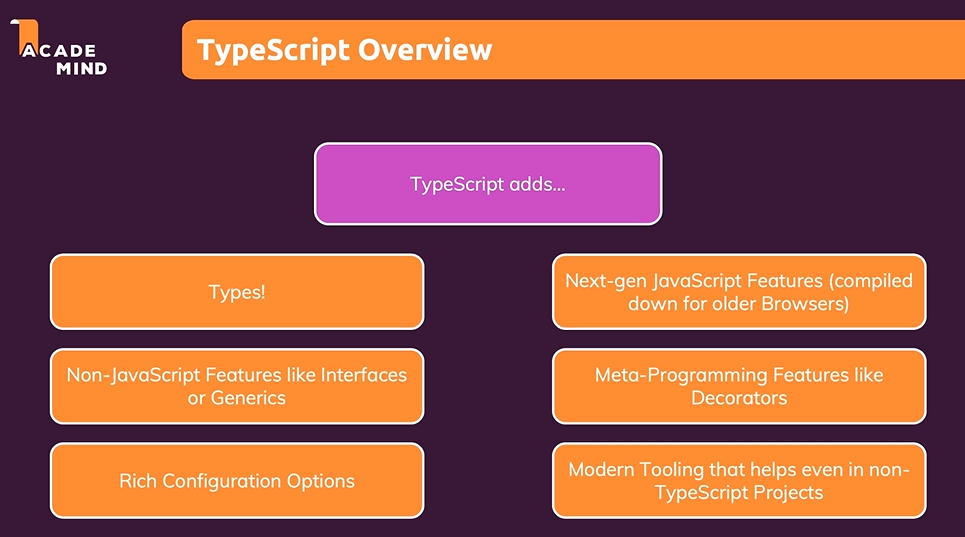 ACADE
MIND
TypeScript Overview
TypeScript adds...
Types!
Next-gen JavaScript Features (compiled
down for older Browsers)
Non-JavaScript Features like Interfaces
or Generics
Meta-Programming Features like
Decorators
Rich Configuration Options
Modern Tooling that helps even in non-
TypeScript Projects